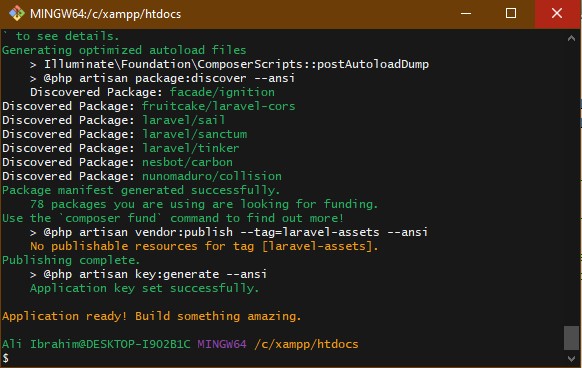 MINGW64:/c/xampp/htdocs
` to see details.
Generating optimized autoload files
> Illuminate\Foundation\ComposerScripts::postAutoloadDump
> @php artisan package:discover --ansi
Discovered Package: facade/ignition
Discovered Package: fruitcake/laravel-cors
Discovered Package: laravel/sail
Discovered Package: laravel/sanctum
Discovered Package: laravel/tinker
Discovered Package: nesbot/carbon
Discovered Package: nunomaduro/collision
Package manifest generated successfully.
78 packages you are using are looking for funding.
Use the `composer fund` command to find out more!
> @php artisan vendor:publish --tag=laravel-assets --ansi
No publishable resources for tag [laravel-assets].
Publishing complete.
> @php artisan key:generate --ansi
Application key set successfully.
Application ready! Build something amazing.
Ali Ibrahim@DESKTOP-I9O2B1C MINGW64 /c/xampp/htdocs
$